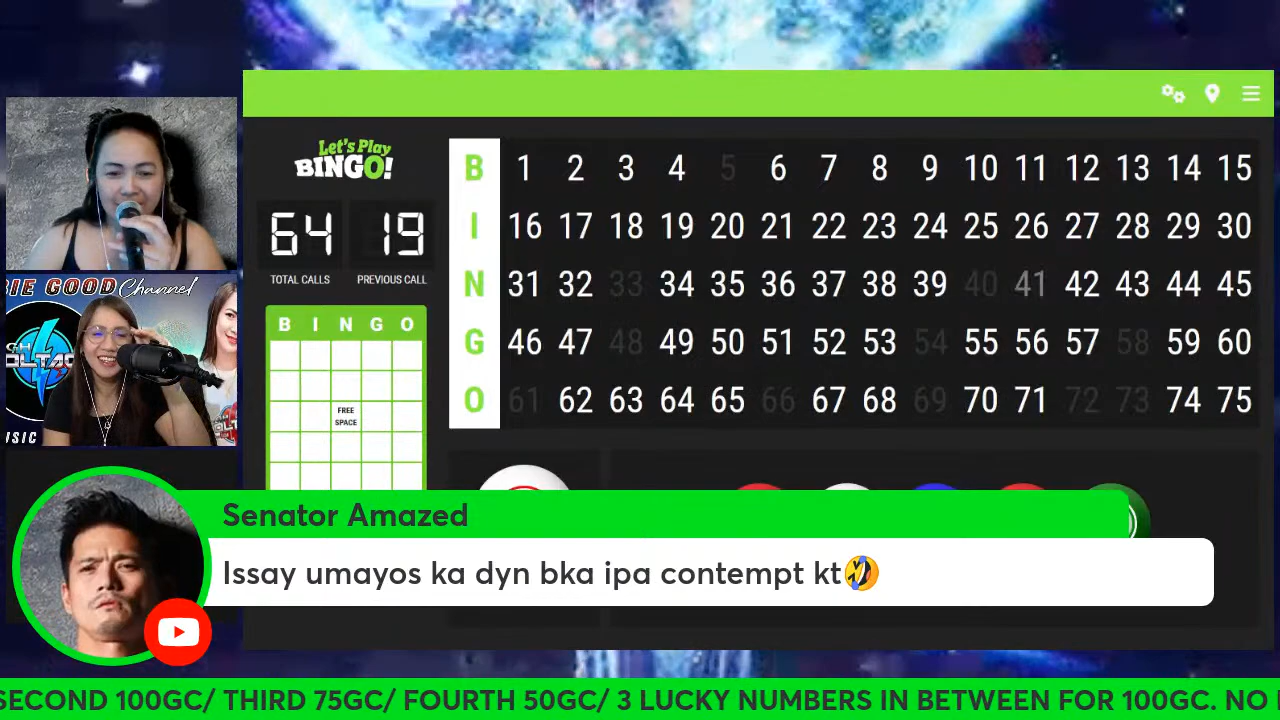 Let's Play
BINGO!
64 19
TOTAL CALLS PREVIOUS CALL
B I N G O
FREE
SPACE
B 1 2 3 4 5 6 7 8 9 10 11 12 13 14 15
I 16 17 18 19 20 21 22 23 24 25 26 27 28 29 30
N 31 32 33 34 35 36 37 38 39 40 41 42 43 44 45
G 46 47 48 49 50 51 52 53 54 55 56 57 58 59 60
O 61 62 63 64 65 66 67 68 69 70 71 72 73 74 75
GOOD Channel
Senator Amazed
Issay umayos ka dyn bka ipa contempt kt🤣
SECOND 100GC/ THIRD 75GC/ FOURTH 50GC/ 3 LUCKY NUMBERS IN BETWEEN FOR 100GC. NO